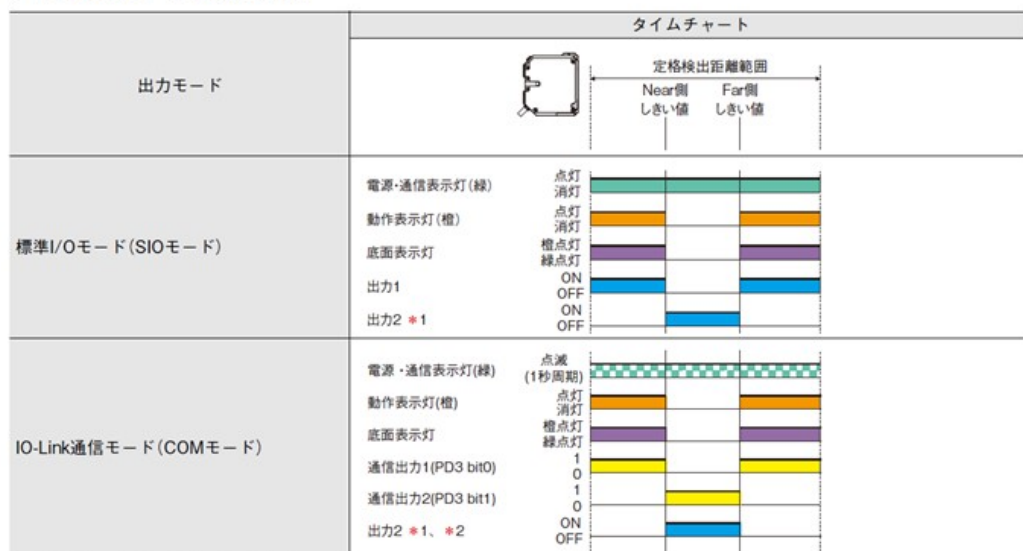 タイムチャート
出力モード
定格検出距離範囲
Near側
しきい値
Far側
しきい値
標準I/Oモード(SIOモード)
電源・通信表示灯(緑)
点灯
消灯
動作表示灯(橙)
点灯
消灯
底面表示灯
橙点灯
緑点灯
出力1
ON
OFF
出力2 *1
ON
OFF
IO-Link通信モード(COMモード)
電源・通信表示灯(緑)
点滅
(1秒周期)
動作表示灯(橙)
点灯
消灯
底面表示灯
橙点灯
緑点灯
通信出力1(PD3 bit0)
1
0
通信出力2(PD3 bit1)
1
0
出力2 *1、*2
ON
OFF